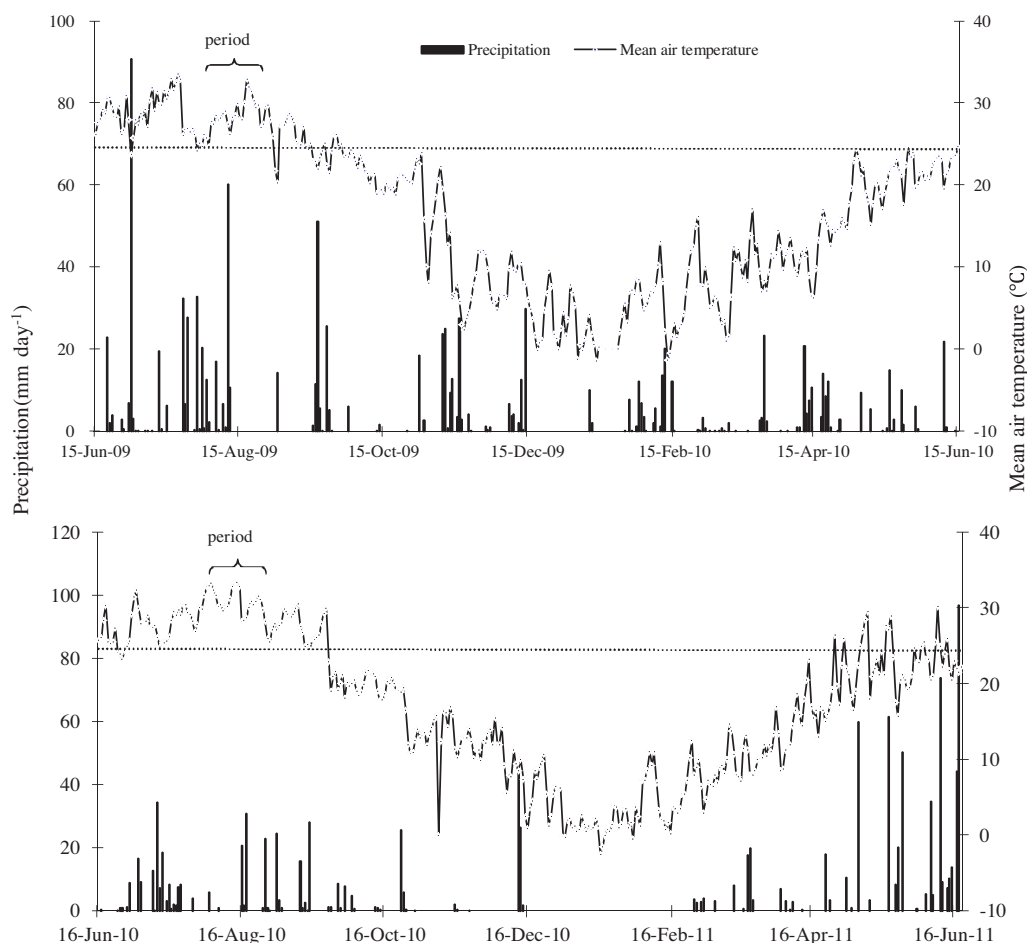 100 40
period
Precipitation Mean air temperature
80 30
60 20
40 10
20 0
0 -10
15-Jun-09 15-Aug-09 15-Oct-09 15-Dec-09 15-Feb-10 15-Apr-10 15-Jun-10
Precipitation(mm day-1)
Mean air temperature (°C)
120 40
period
100 30
80
60 20
10
40
0
20
0 -10
16-Jun-10 16-Aug-10 16-Oct-10 16-Dec-10 16-Feb-11 16-Apr-11 16-Jun-11